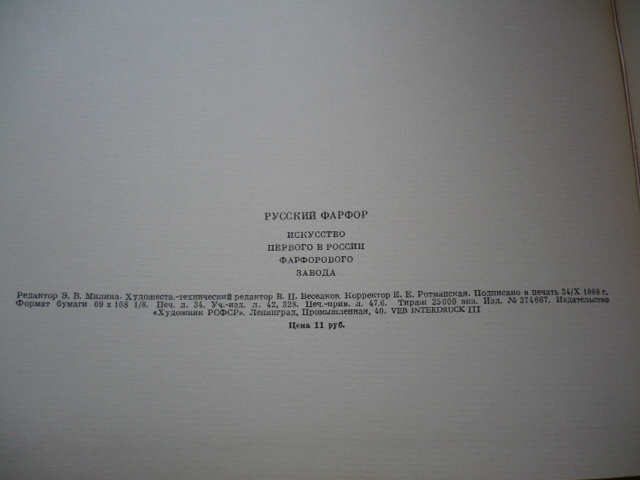 РУССКИЙ ФАРФОР
ИСКУССТВО
ПЕРВОГО В РОССИИ
ФАРФОРОВОГО
ЗАВОДА
Редактор Э. В. Милина. Художеств.-технический редактор В. П. Веселков. Корректор Е. Е. Ротманская. Подписано в печать 24/X 1968 г.
Формат бумаги 69 x 108 1/8. Печ. л. 34. Уч.-изд. л. 42, 328. Печ.-прив. л. 47.6. Тираж 25000 экз. Изд. № 374667. Издательство
«Художник РСФСР». Ленинград, Промышленная, 40. VEB INTERDRUCK III
Цена 11 руб.